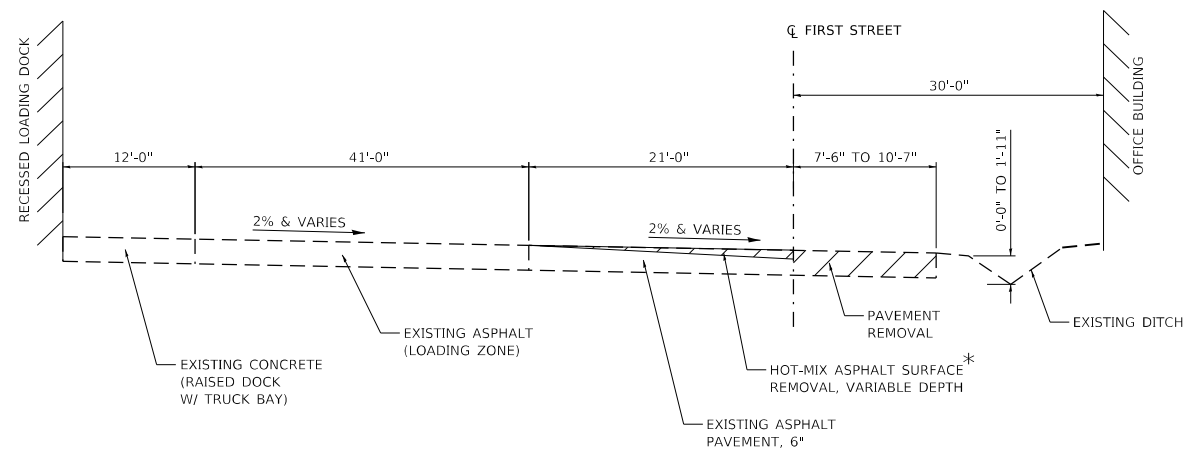 ℄ FIRST STREET
RECESSED LOADING DOCK
OFFICE BUILDING
30'-0"
12'-0"
41'-0"
21'-0"
7'-6" TO 10'-7"
0'-0" TO 1'-11"
2% & VARIES
2% & VARIES
EXISTING CONCRETE
(RAISED DOCK
W/ TRUCK BAY)
EXISTING ASPHALT
(LOADING ZONE)
EXISTING ASPHALT
PAVEMENT, 6"
HOT-MIX ASPHALT SURFACE*
REMOVAL, VARIABLE DEPTH
PAVEMENT
REMOVAL
EXISTING DITCH